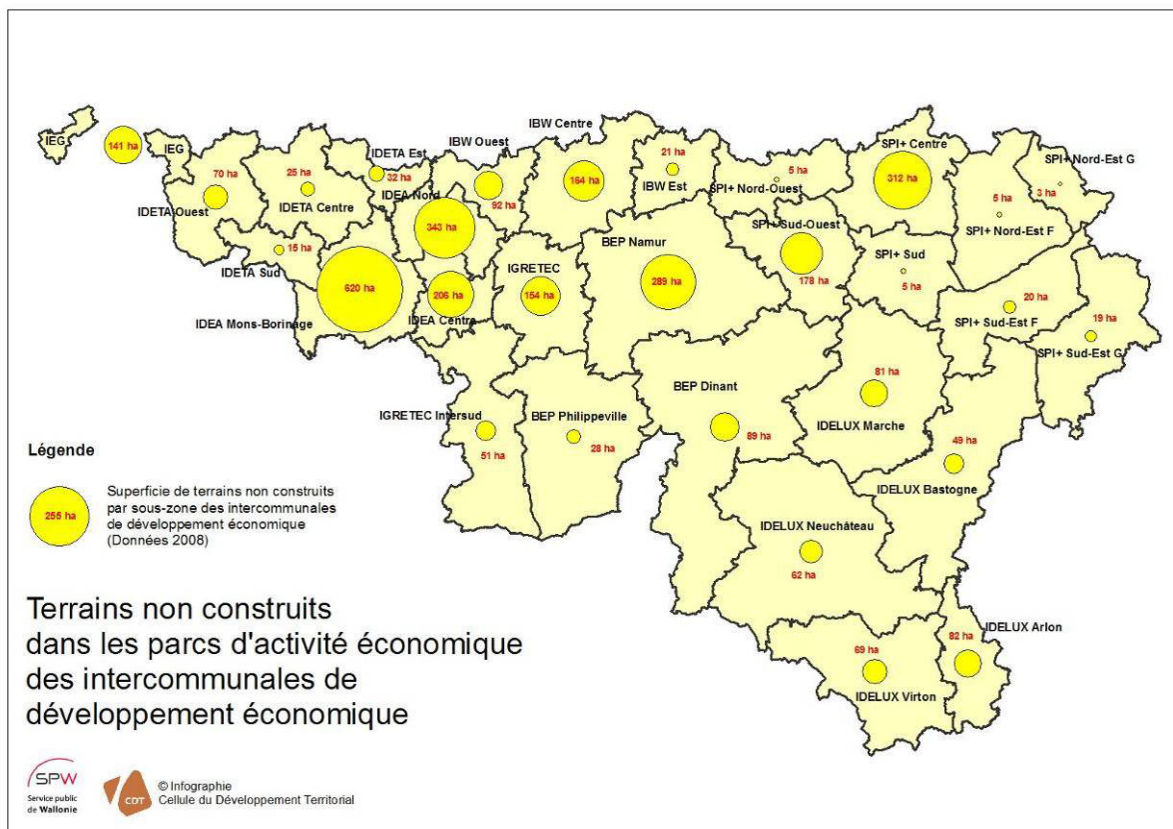 IBW Centre
IEG
141 ha
IEG
IDETA Est
IBW Ouest
21 ha
SPI+ Centre
SPI+ Nord-Est G
70 ha
25 ha
32 ha
164 ha
IBW Est
5 ha
SPI+ Nord-Ouest
312 ha
3 ha
IDETA Ouest
IDETA Centre
IDEA Nord
92 ha
5 ha
SPI+ Nord-Est F
15 ha
IDETA Sud
343 ha
BEP Namur
SPI+ Sud-Ouest
SPI+ Sud
620 ha
206 ha
IGRETEC
154 ha
289 ha
178 ha
5 ha
20 ha
IDEA Mons-Borinage
IDEA Centre
SPI+ Sud-Est F
19 ha
SPI+ Sud-Est G
BEP Dinant
81 ha
IGRETEC Intersud
BEP Philippeville
IDELUX Marche
51 ha
28 ha
89 ha
49 ha
IDELUX Bastogne
IDELUX Neuchâteau
62 ha
82 ha
IDELUX Arlon
69 ha
IDELUX Virton
Légende
255 ha
Superficie de terrains non construits
par sous-zone des intercommunales
de développement économique
(Données 2008)
Terrains non construits
dans les parcs d'activité économique
des intercommunales de
développement économique
SPW
Service public
de Wallonie
CDT
© Infographie
Cellule du Développement Territorial